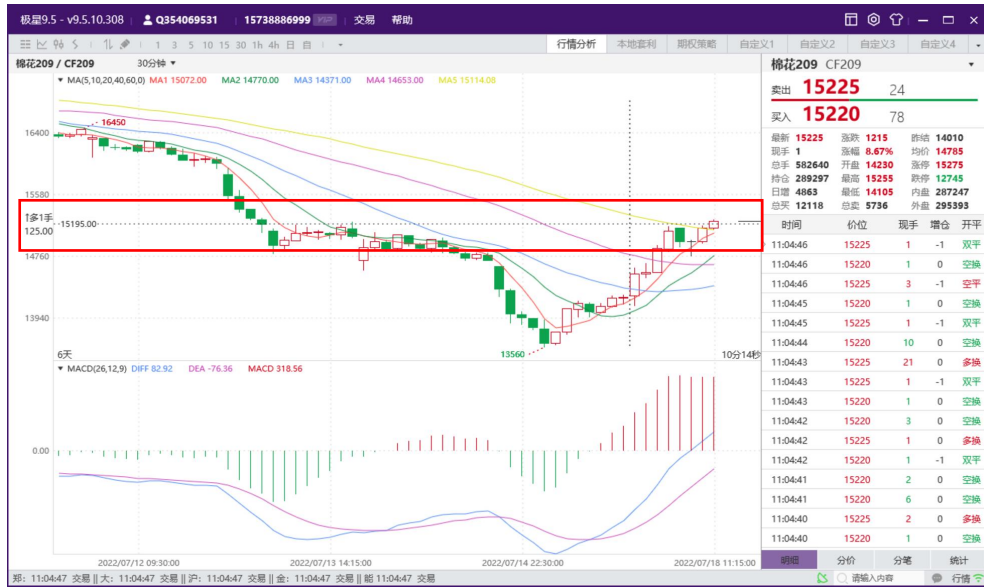 极星9.5 - v9.5.10.308 Q354069531 15738886999 VSP 交易 帮助
1 3 5 10 15 30 1h 4h 日 自 行情分析 本地套利 期权策略 自定义1 自定义2 自定义3 自定义4
棉花209 / CF209 30分钟
MA(5,10,20,40,60,0) MA1 15072.00 MA2 14770.00 MA3 14371.00 MA4 14653.00 MA5 15114.08
16450
16400
15580
多1手
125.00
15195.00
14760
13940
13560
6天
10分14秒
MACD(26,12,9) DIFF 82.92 DEA -76.36 MACD 318.56
0.00
2022/07/12 09:30:00 2022/07/13 14:15:00 2022/07/14 22:30:00 2022/07/18 11:15:00
棉花209 CF209
卖出 15225 24
买入 15220 78
最新 15225 涨跌 1215 昨结 14010
现手 1 涨幅 8.67% 均价 14785
总手 582640 开盘 14230 涨停 15275
持仓 289297 最高 15255 跌停 12745
日增 4863 最低 14105 内盘 287247
总买 12118 总卖 5736 外盘 295393
时间 价位 现手 增仓 开平
11:04:46 15225 1 -1 双平
11:04:46 15220 1 0 空换
11:04:46 15225 3 -1 空平
11:04:45 15220 1 0 空换
11:04:45 15225 1 -1 双平
11:04:44 15220 10 0 空换
11:04:43 15225 21 0 多换
11:04:43 15225 1 -1 双平
11:04:43 15220 1 0 空换
11:04:42 15220 3 0 空换
11:04:42 15225 1 0 多换
11:04:42 15220 1 -1 双平
11:04:41 15220 2 0 空换
11:04:41 15220 6 0 空换
11:04:40 15225 2 0 多换
11:04:40 15220 1 0 空换
明细 分价 分笔 统计
郑: 11:04:47 交易 || 大: 11:04:47 交易 || 沪: 11:04:47 交易 || 金: 11:04:47 交易 || 能 11:04:47 交易 请输入内容 行情